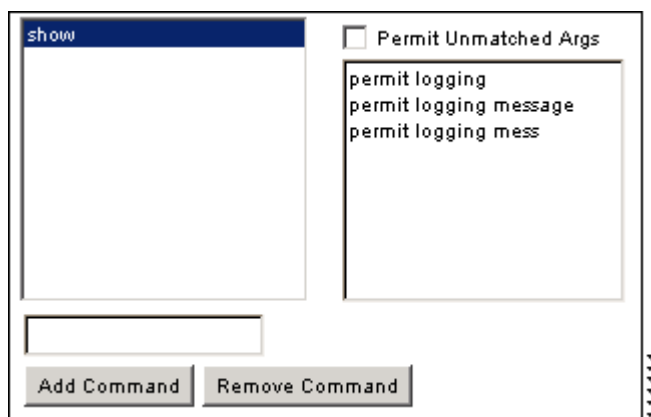 show
Permit Unmatched Args
permit logging
permit logging message
permit logging mess
Add Command
Remove Command